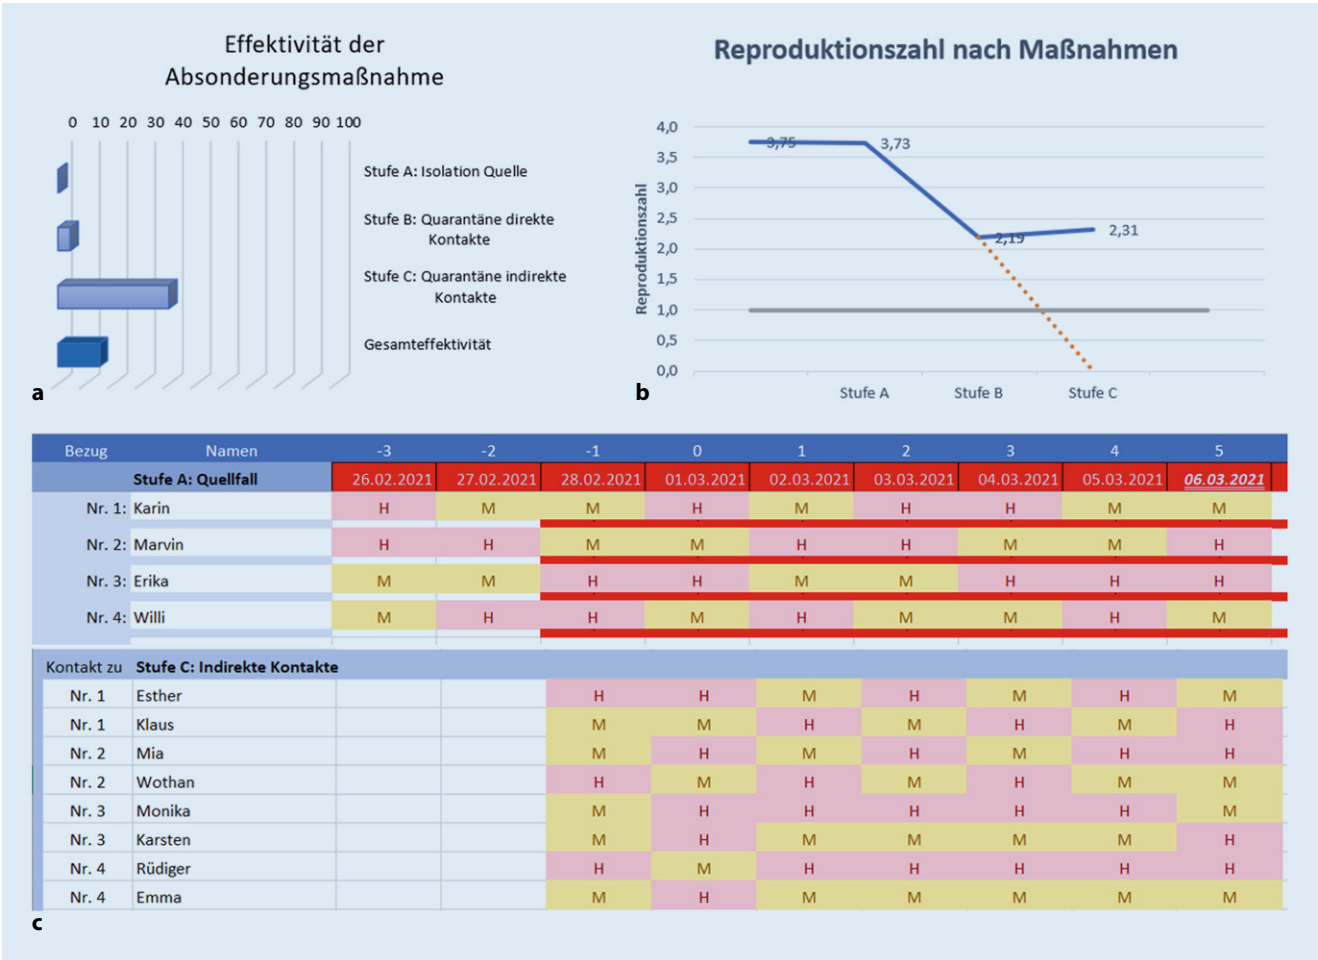 Effektivität der
Absonderungsmaßnahme
0 10 20 30 40 50 60 70 80 90 100
Stufe A: Isolation Quelle
Stufe B: Quarantäne direkte
Kontakte
Stufe C: Quarantäne indirekte
Kontakte
Gesamteffektivität
a
Reproduktionszahl nach Maßnahmen
Reproduktionszahl
4,0
3,5
3,0
2,5
2,0
1,5
1,0
0,5
0,0
3,75
3,73
2,19
2,31
Stufe A Stufe B Stufe C
b
Bezug Namen -3 -2 -1 0 1 2 3 4 5
Stufe A: Quellfall 26.02.2021 27.02.2021 28.02.2021 01.03.2021 02.03.2021 03.03.2021 04.03.2021 05.03.2021 06.03.2021
Nr. 1: Karin H M M H M H H M M
Nr. 2: Marvin H H M M H H M M H
Nr. 3: Erika M M H H M M H H H
Nr. 4: Willi M H H M H M M H M
Kontakt zu Stufe C: Indirekte Kontakte
Nr. 1 Esther H H M H M H M
Nr. 1 Klaus M M H M H M H
Nr. 2 Mia M H M H M H H
Nr. 2 Wothan H M H M H M M
Nr. 3 Monika M H H H H H M
Nr. 3 Karsten M H M M M M H
Nr. 4 Rüdiger H M H H H H H
Nr. 4 Emma M H M M M M M
c